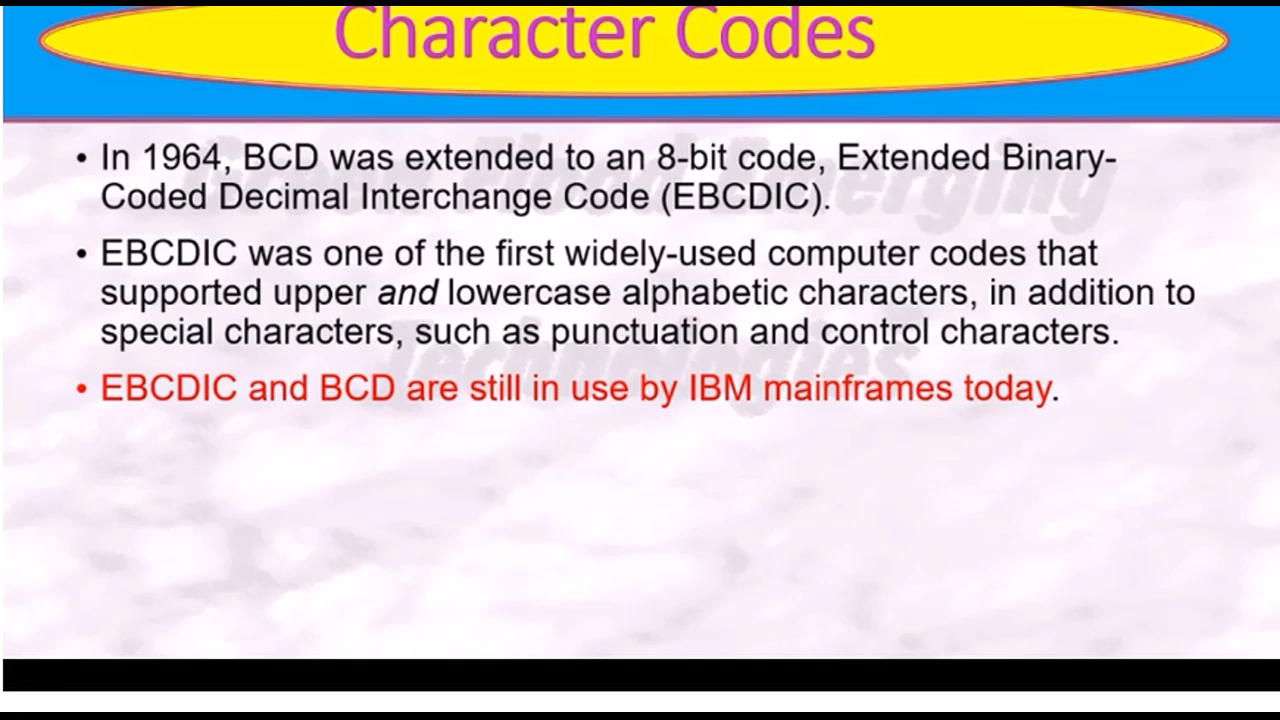 Character Codes
• In 1964, BCD was extended to an 8-bit code, Extended Binary-
Coded Decimal Interchange Code (EBCDIC).
• EBCDIC was one of the first widely-used computer codes that
supported upper and lowercase alphabetic characters, in addition to
special characters, such as punctuation and control characters.
• EBCDIC and BCD are still in use by IBM mainframes today.
Emerging
Technologies